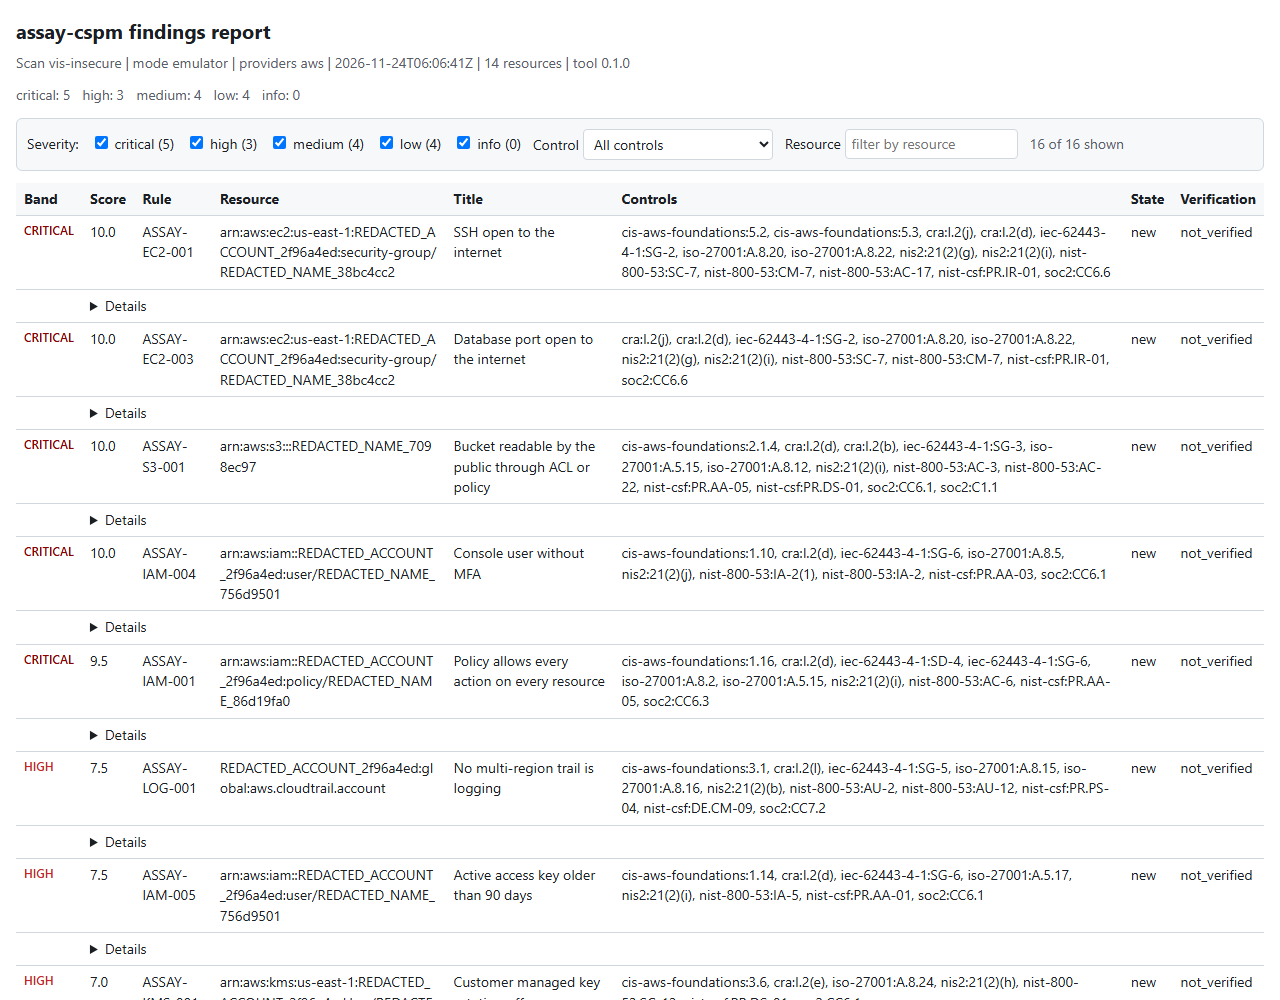 assay-cspm findings report
Scan vis-insecure | mode emulator | providers aws | 2026-11-24T06:06:41Z | 14 resources | tool 0.1.0
critical: 5 high: 3 medium: 4 low: 4 info: 0
Severity: critical (5) high (3) medium (4) low (4) info (0) Control All controls Resource filter by resource 16 of 16 shown
Band Score Rule Resource Title Controls State Verification
CRITICAL 10.0 ASSAY- arn:aws:ec2:us-east-1:REDACTED_A SSH open to the cis-aws-foundations:5.2, cis-aws-foundations:5.3, cra:I.2(j), cra:I.2(d), iec-62443- new not_verified
EC2-001 CCOUNT_2f96a4ed:security-group/ internet 4-1:SG-2, iso-27001:A.8.20, iso-27001:A.8.22, nis2:21(2)(g), nis2:21(2)(i), nist-
REDACTED_NAME_38bc4cc2 800-53:SC-7, nist-800-53:CM-7, nist-800-53:AC-17, nist-csf:PR.IR-01, soc2:CC6.6
Details
CRITICAL 10.0 ASSAY- arn:aws:ec2:us-east-1:REDACTED_A Database port open to cra:I.2(j), cra:I.2(d), iec-62443-4-1:SG-2, iso-27001:A.8.20, iso-27001:A.8.22, new not_verified
EC2-003 CCOUNT_2f96a4ed:security-group/ the internet nis2:21(2)(g), nis2:21(2)(i), nist-800-53:SC-7, nist-800-53:CM-7, nist-csf:PR.IR-01,
REDACTED_NAME_38bc4cc2 soc2:CC6.6
Details
CRITICAL 10.0 ASSAY- arn:aws:s3:::REDACTED_NAME_709 Bucket readable by the cis-aws-foundations:2.1.4, cra:I.2(d), cra:I.2(b), iec-62443-4-1:SG-3, iso- new not_verified
S3-001 8ec97 public through ACL or 27001:A.5.15, iso-27001:A.8.12, nis2:21(2)(i), nist-800-53:AC-3, nist-800-53:AC-
policy 22, nist-csf:PR.AA-05, nist-csf:PR.DS-01, soc2:CC6.1, soc2:C1.1
Details
CRITICAL 10.0 ASSAY- arn:aws:iam::REDACTED_ACCOUNT Console user without cis-aws-foundations:1.10, cra:I.2(d), iec-62443-4-1:SG-6, iso-27001:A.8.5, new not_verified
IAM-004 _2f96a4ed:user/REDACTED_NAME_ MFA nis2:21(2)(j), nist-800-53:IA-2(1), nist-800-53:IA-2, nist-csf:PR.AA-03, soc2:CC6.1
756d9501
Details
CRITICAL 9.5 ASSAY- arn:aws:iam::REDACTED_ACCOUNT Policy allows every cis-aws-foundations:1.16, cra:I.2(d), iec-62443-4-1:SD-4, iec-62443-4-1:SG-6, new not_verified
IAM-001 _2f96a4ed:policy/REDACTED_NAM action on every resource iso-27001:A.8.2, iso-27001:A.5.15, nis2:21(2)(i), nist-800-53:AC-6, nist-csf:PR.AA-
E_86d19fa0 05, soc2:CC6.3
Details
HIGH 7.5 ASSAY- REDACTED_ACCOUNT_2f96a4ed:gl No multi-region trail is cis-aws-foundations:3.1, cra:I.2(l), iec-62443-4-1:SG-5, iso-27001:A.8.15, iso- new not_verified
LOG-001 obal:aws.cloudtrail.account logging 27001:A.8.16, nis2:21(2)(b), nist-800-53:AU-2, nist-800-53:AU-12, nist-csf:PR.PS-
04, nist-csf:DE.CM-09, soc2:CC7.2
Details
HIGH 7.5 ASSAY- arn:aws:iam::REDACTED_ACCOUNT Active access key older cis-aws-foundations:1.14, cra:I.2(d), iec-62443-4-1:SG-6, iso-27001:A.5.17, new not_verified
IAM-005 _2f96a4ed:user/REDACTED_NAME_ than 90 days nis2:21(2)(i), nist-800-53:IA-5, nist-csf:PR.AA-01, soc2:CC6.1
756d9501
Details
HIGH 7.0 ASSAY- arn:aws:kms:us-east-1:REDACTED_ Customer managed key cis-aws-foundations:3.6, cra:I.2(e), iso-27001:A.8.24, nis2:21(2)(h), nist-800- new not_verified